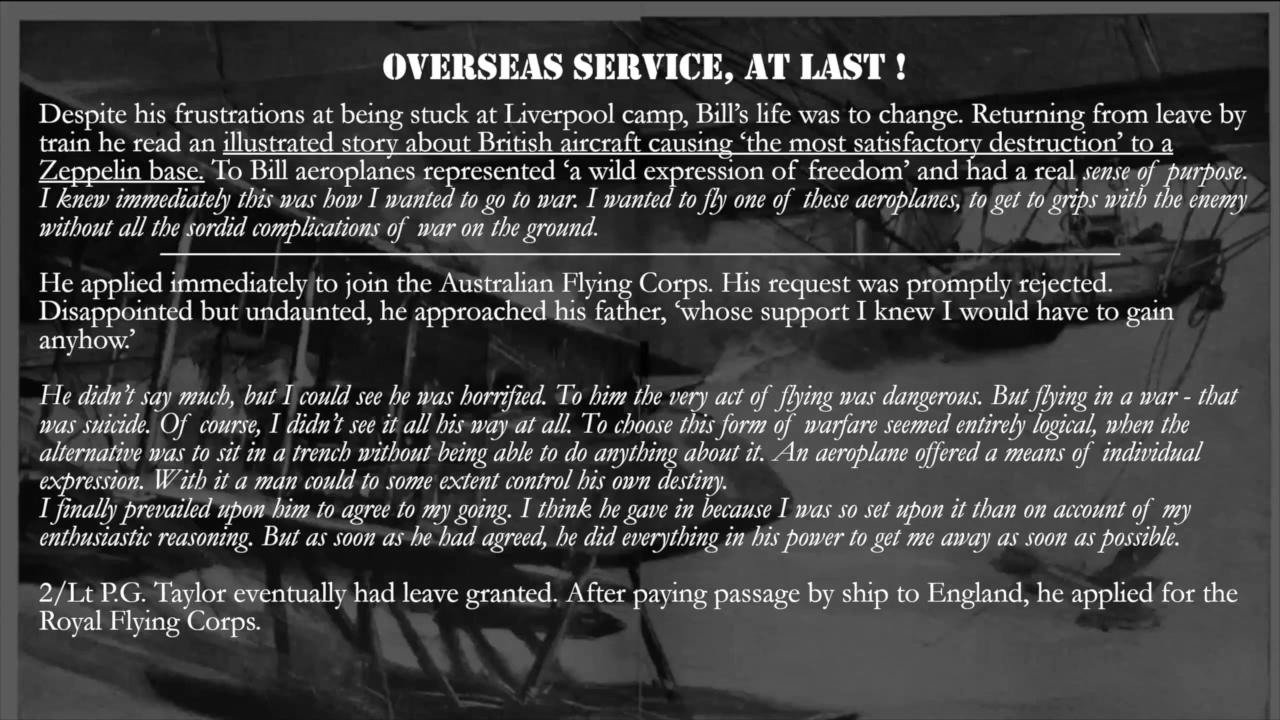 OVERSEAS SERVICE, AT LAST !
Despite his frustrations at being stuck at Liverpool camp, Bill’s life was to change. Returning from leave by
train he read an illustrated story about British aircraft causing ‘the most satisfactory destruction’ to a
Zeppelin base. To Bill aeroplanes represented ‘a wild expression of freedom’ and had a real sense of purpose.
I knew immediately this was how I wanted to go to war. I wanted to fly one of these aeroplanes, to get to grips with the enemy
without all the sordid complications of war on the ground.
He applied immediately to join the Australian Flying Corps. His request was promptly rejected.
Disappointed but undaunted, he approached his father, ‘whose support I knew I would have to gain
anyhow.’
He didn’t say much, but I could see he was horrified. To him the very act of flying was dangerous. But flying in a war - that
was suicide. Of course, I didn’t see it all his way at all. To choose this form of warfare seemed entirely logical, when the
alternative was to sit in a trench without being able to do anything about it. An aeroplane offered a means of individual
expression. With it a man could to some extent control his own destiny.
I finally prevailed upon him to agree to my going. I think he gave in because I was so set upon it than on account of my
enthusiastic reasoning. But as soon as he had agreed, he did everything in his power to get me away as soon as possible.
2/Lt P.G. Taylor eventually had leave granted. After paying passage by ship to England, he applied for the
Royal Flying Corps.